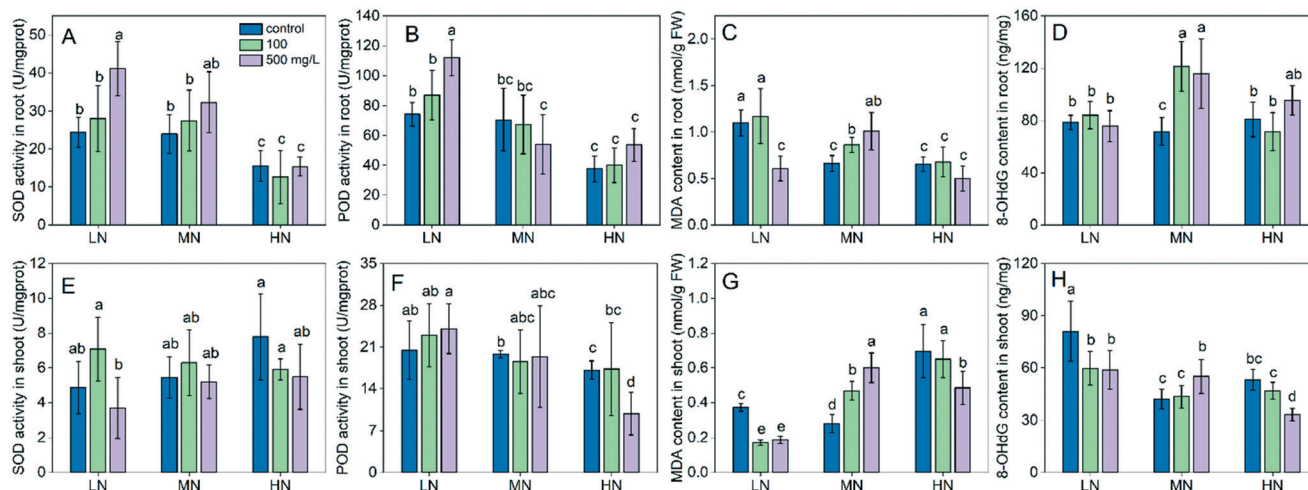 A
SOD activity in root (U/mgprot)
50
40
30
20
10
0
control
100
500 mg/L
b b a
b b ab
c c c
LN MN HN
B
POD activity in root (U/mgprot)
140
120
100
80
60
40
20
0
b b a
bc bc c
c c c
LN MN HN
C
MDA content in root (nmol/g FW)
2.0
1.5
1.0
0.5
0.0
a a c
c b ab
c c c
LN MN HN
D
8-OHdG content in root (ng/mg)
160
120
80
40
0
b b b
c a a
b b ab
LN MN HN
E
SOD activity in shoot (U/mgprot)
12
10
8
6
4
2
0
ab a b
ab ab ab
a a ab
LN MN HN
F
POD activity in shoot (U/mgprot)
35
28
21
14
7
0
ab ab a
b abc abc
c bc d
LN MN HN
G
MDA content in shoot (nmol/g FW)
1.2
1.0
0.8
0.6
0.4
0.2
0.0
c e e
d b a
a a b
LN MN HN
H
8-OHdG content in shoot (ng/mg)
120
90
60
30
0
a b b
c c b
bc c d
LN MN HN